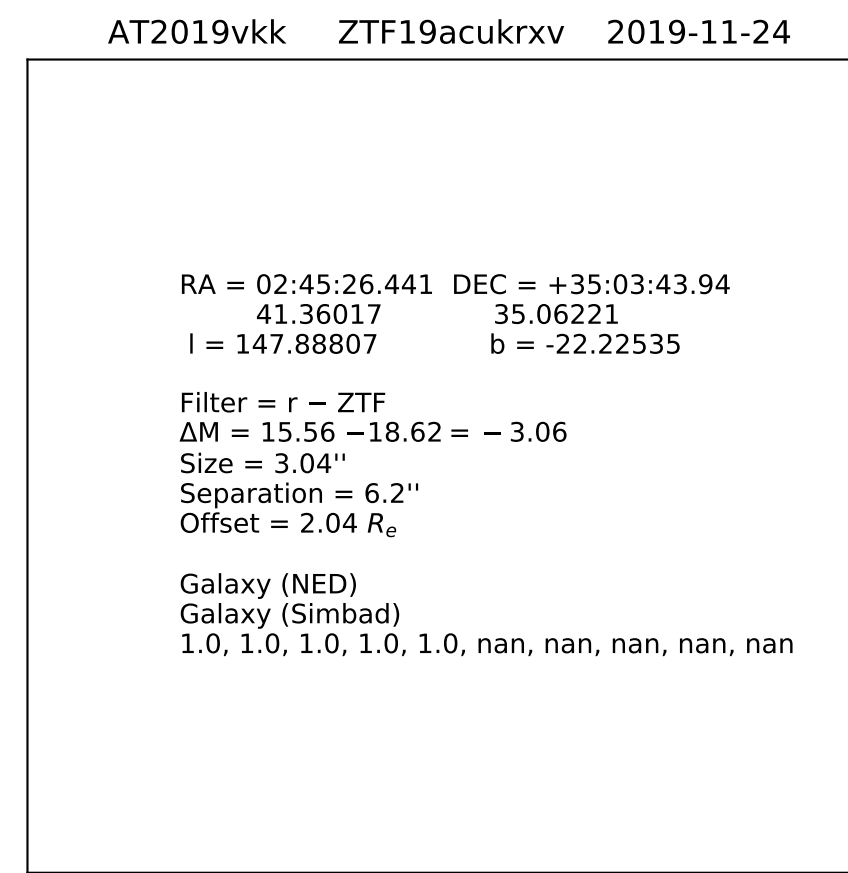 AT2019vkk ZTF19acukrxv 2019-11-24
RA = 02:45:26.441 DEC = +35:03:43.94
41.36017 35.06221
l = 147.88807 b = -22.22535
Filter = r − ZTF
ΔM = 15.56 −18.62 = − 3.06
Size = 3.04''
Separation = 6.2''
Offset = 2.04 Rₑ
Galaxy (NED)
Galaxy (Simbad)
1.0, 1.0, 1.0, 1.0, 1.0, nan, nan, nan, nan, nan